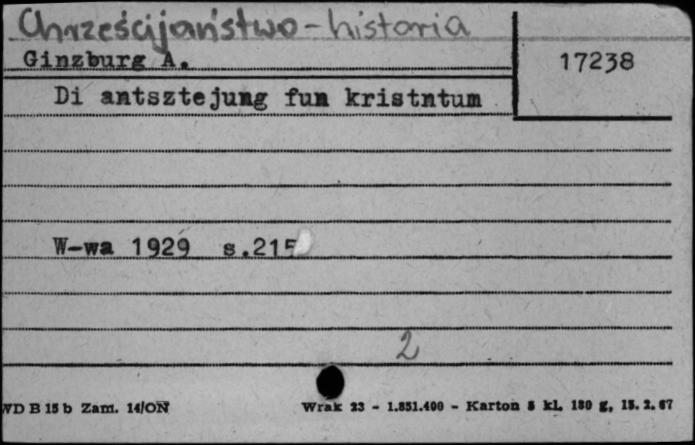 Chrześcijaństwo - historia
Ginzburg A.
17238
Di antsztejung fun kristntum
W-wa 1929 s.215
2
WD B 15 b Zam. 14/ON
Wrak 23 - 1.851.400 - Karton 5 kl. 180 g, 15.2.67